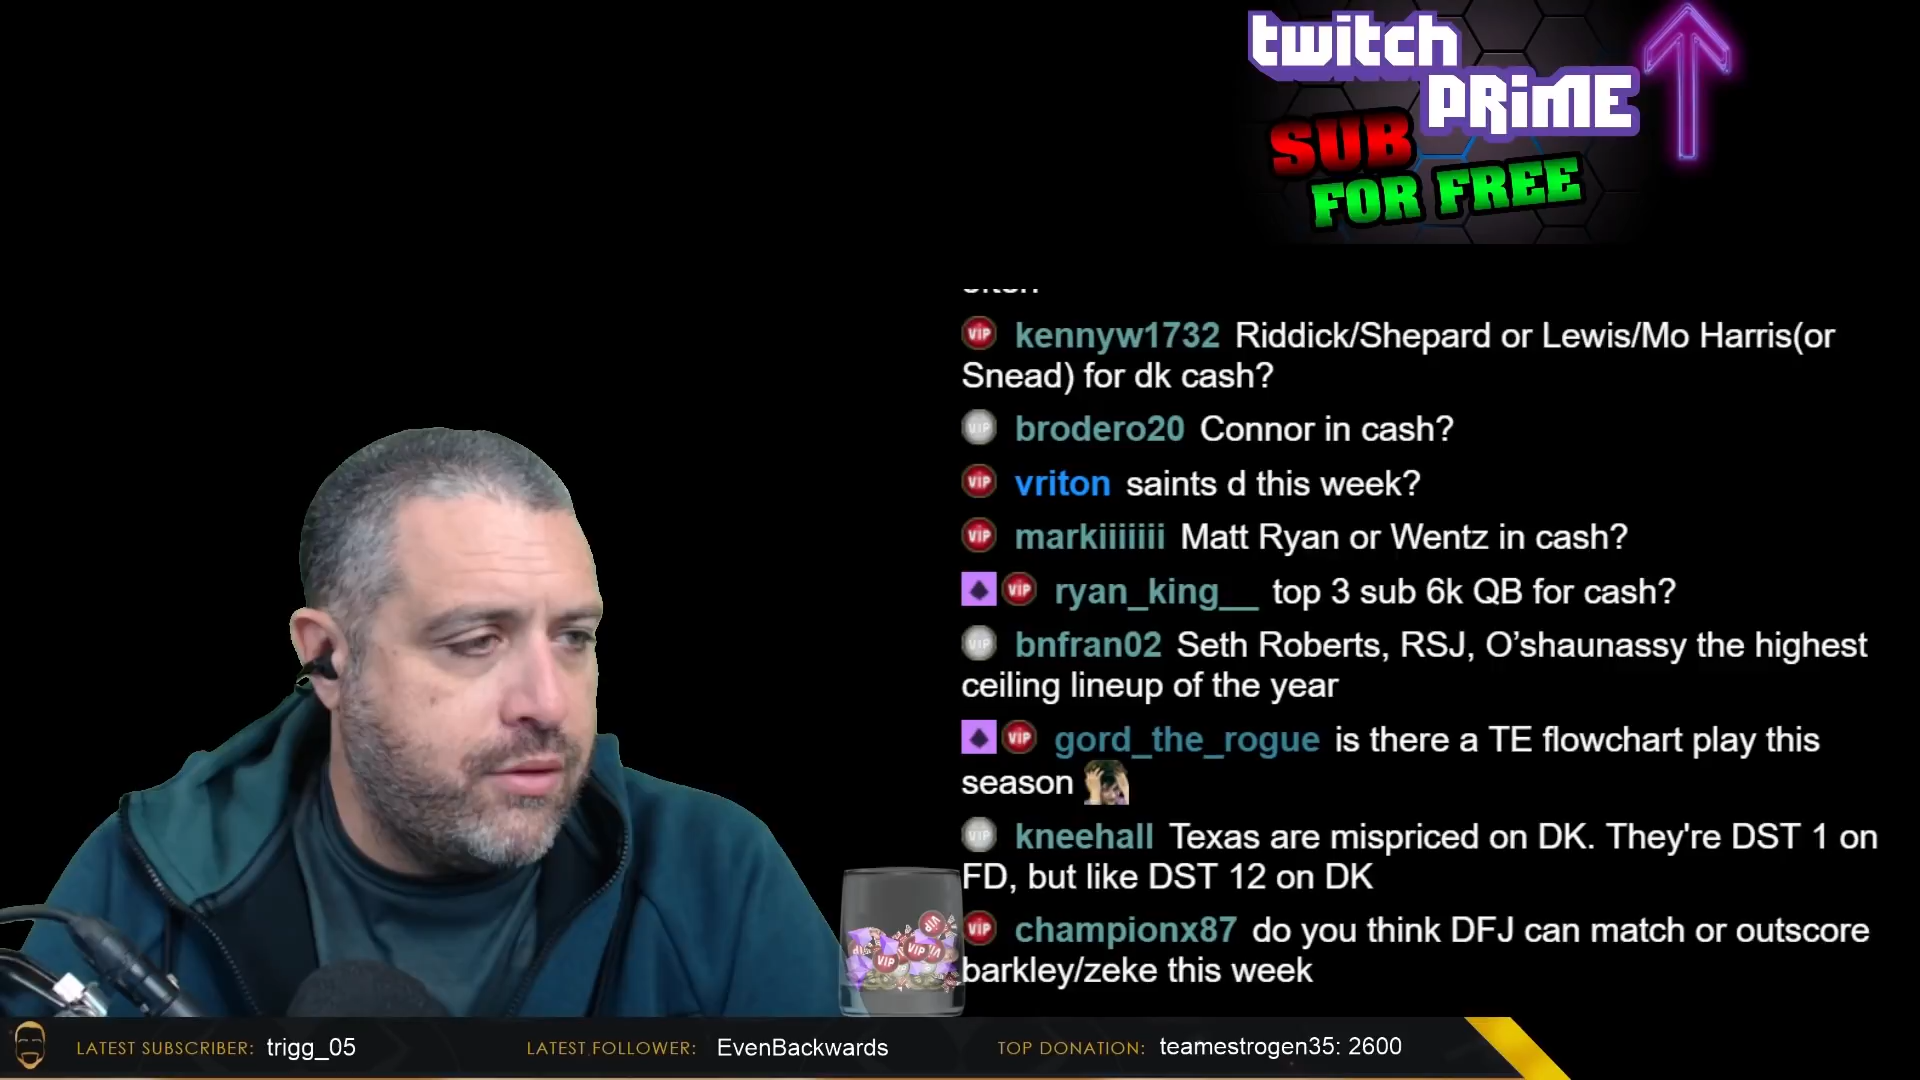 twitch
PRIME
SUB
FOR FREE
kennyw1732 Riddick/Shepard or Lewis/Mo Harris(or
Snead) for dk cash?
brodero20 Connor in cash?
vriton saints d this week?
markiiiiiii Matt Ryan or Wentz in cash?
ryan_king__ top 3 sub 6k QB for cash?
bnfran02 Seth Roberts, RSJ, O’shaunassy the highest
ceiling lineup of the year
gord_the_rogue is there a TE flowchart play this
season
kneehall Texas are mispriced on DK. They're DST 1 on
FD, but like DST 12 on DK
championx87 do you think DFJ can match or outscore
barkley/zeke this week
VIP
VIP
VIP
LATEST SUBSCRIBER: trigg_05
LATEST FOLLOWER: EvenBackwards
TOP DONATION: teamestrogen35: 2600